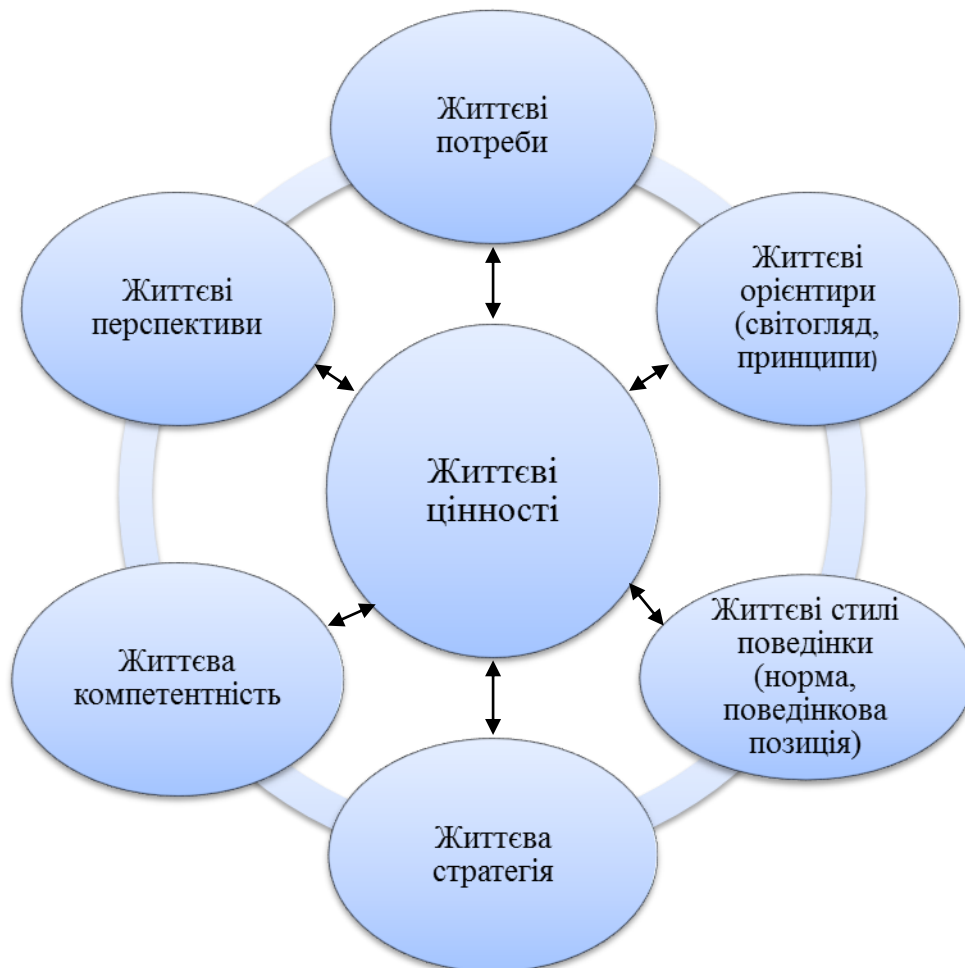 Життєві
потреби
Життєві
орієнтири
(світогляд,
принципи)
Життєві стилі
поведінки
(норма,
поведінкова
позиція)
Життєва
стратегія
Життєва
компетентність
Життєві
перспективи
Життєві
цінності